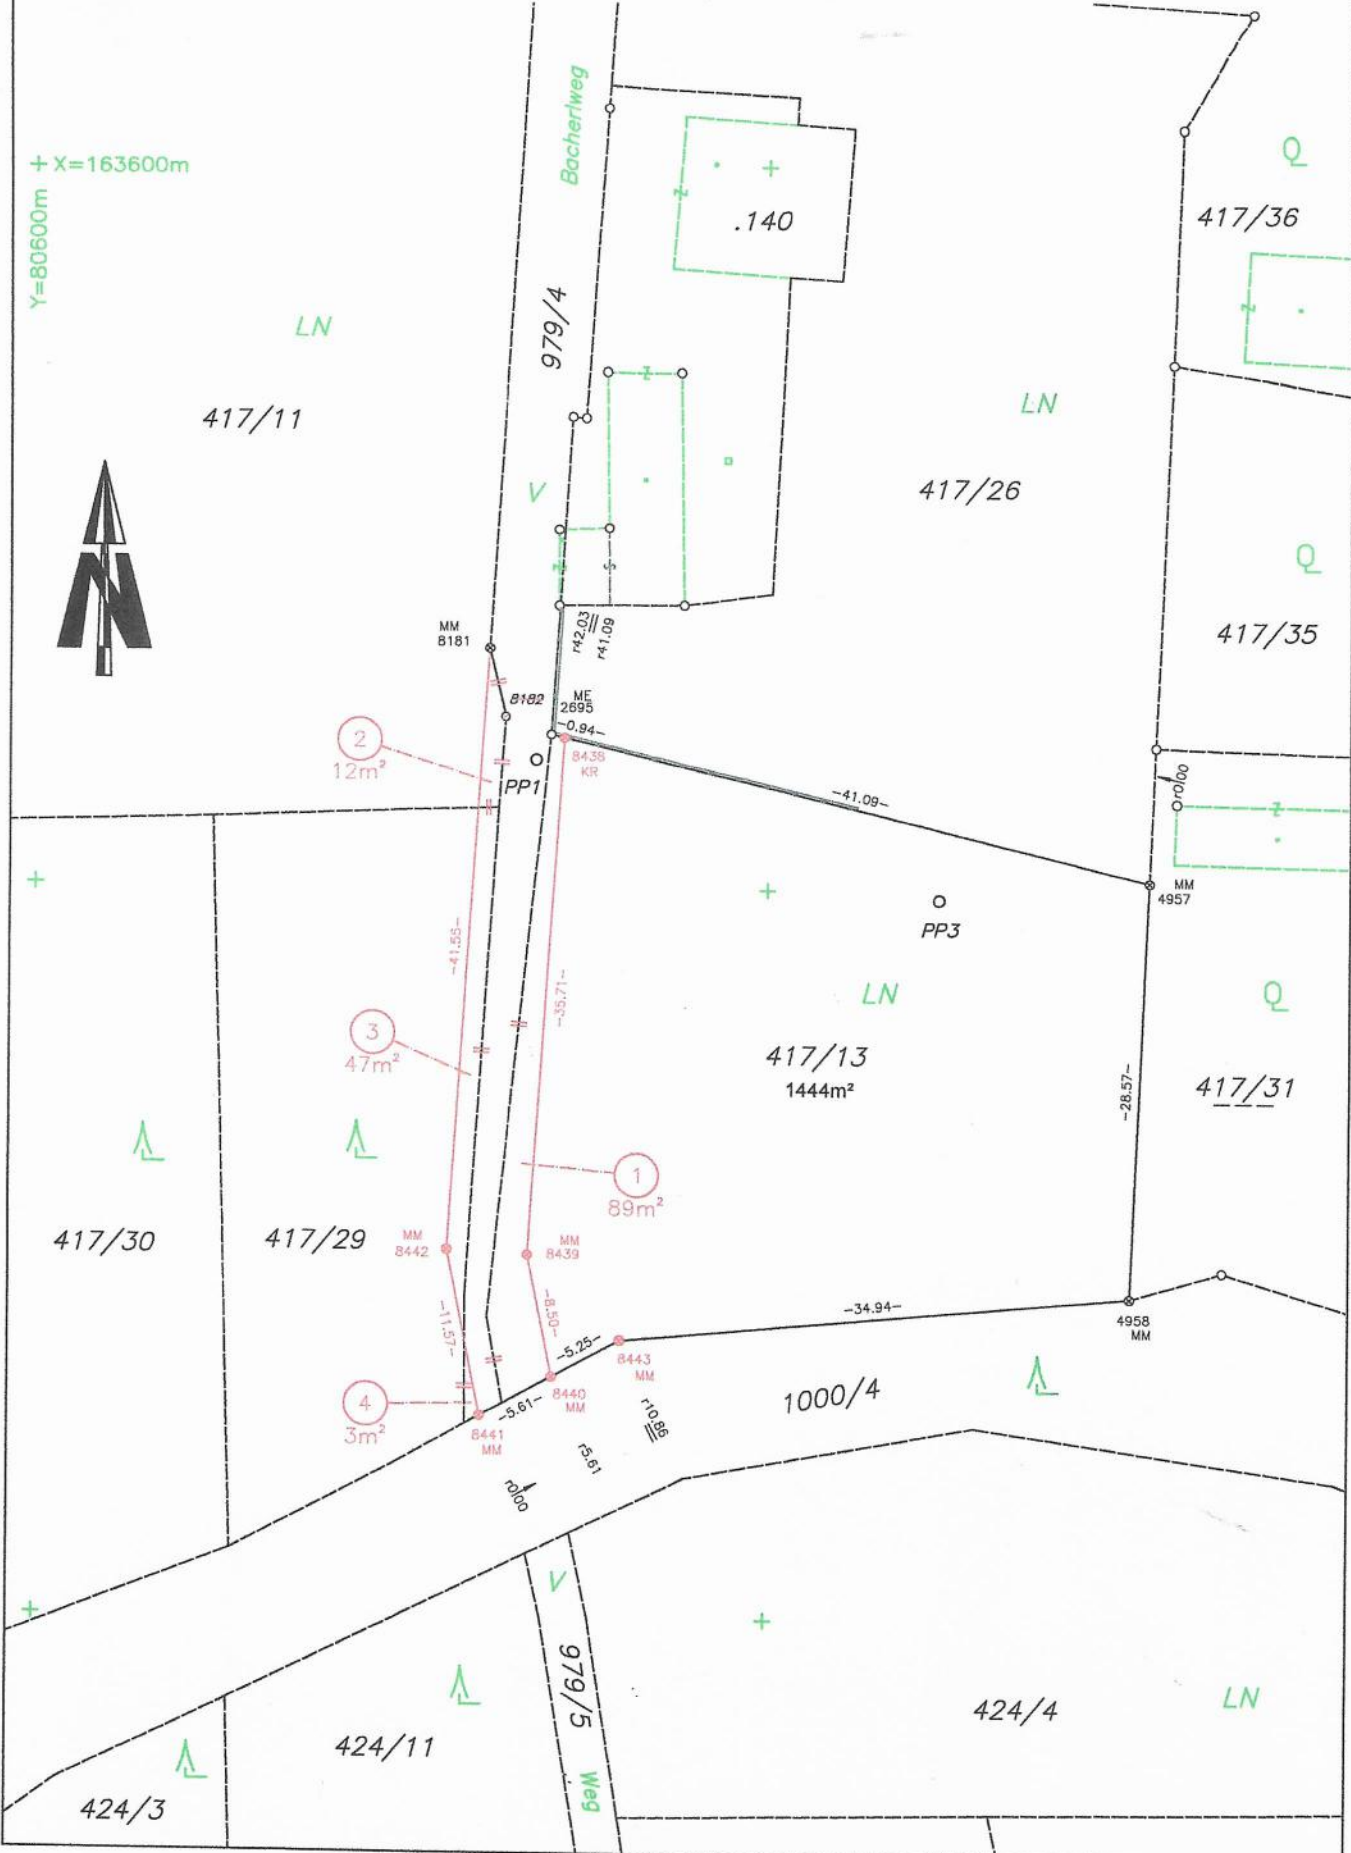 Bacherlweg
X=163600m
Y=80600m
Q
417/36
.140
979/4
LN
417/11
LN
417/26
V
Q
417/35
N
r42.03
r41.09
MM
8181
8182
ME
2695
-0.94-
8438
KR
2
12m²
PP1
-41.09-
r0.00
MM
4957
PP3
-41.55-
-35.71-
LN
Q
3
47m²
417/13
1444m²
-28.57-
417/31
1
89m²
417/30
417/29
MM
8442
MM
8439
-11.57-
-8.50-
-34.94-
4958
MM
-5.25-
8443
MM
4
3m²
8440
MM
-5.61-
8441
MM
1000/4
r10.86
r5.61
r0.00
V
979/5
Weg
424/4
LN
424/11
424/3